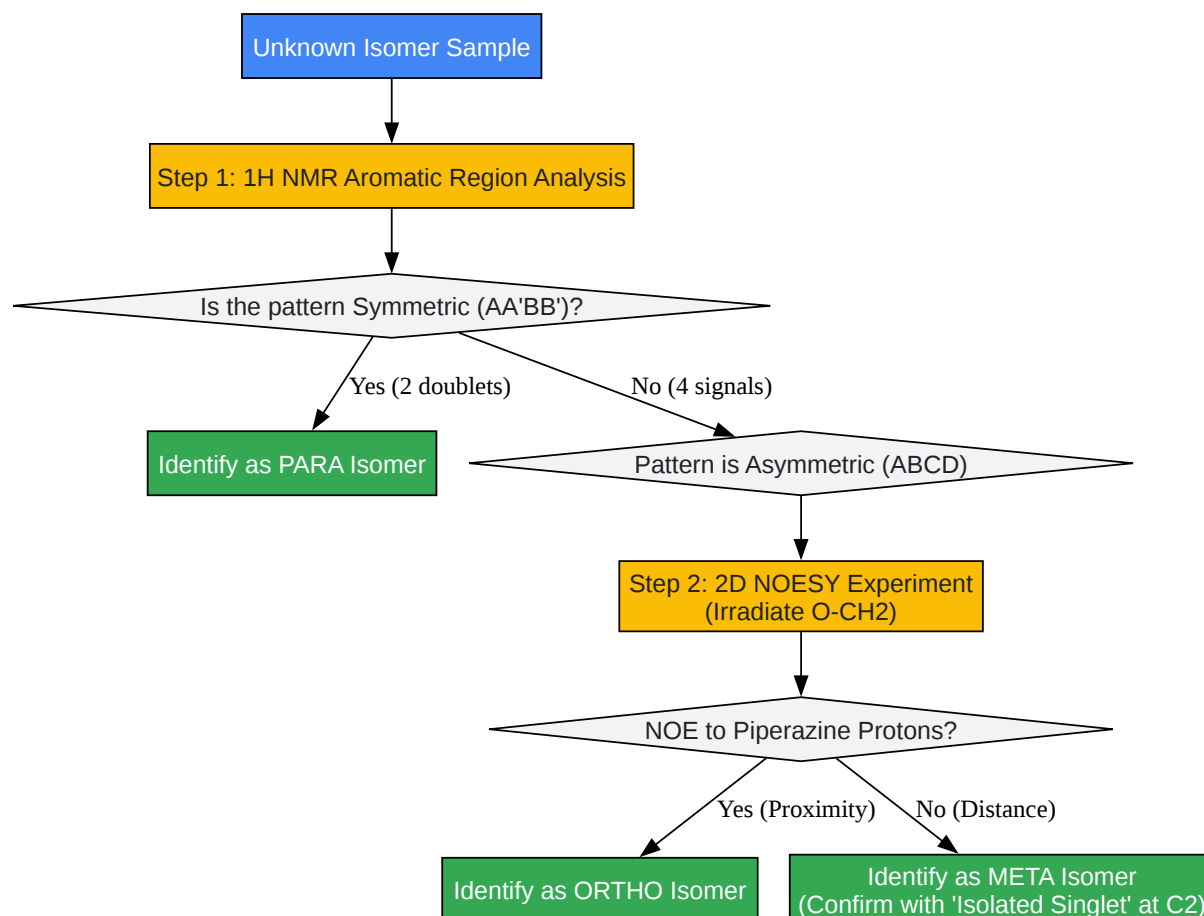 Unknown Isomer Sample
Step 1: 1H NMR Aromatic Region Analysis
Is the pattern Symmetric (AA'BB')?
Yes (2 doublets)
No (4 signals)
Identify as PARA Isomer
Pattern is Asymmetric (ABCD)
Step 2: 2D NOESY Experiment
(Irradiate O-CH2)
NOE to Piperazine Protons?
Yes (Proximity)
No (Distance)
Identify as ORTHO Isomer
Identify as META Isomer
(Confirm with 'Isolated Singlet' at C2)